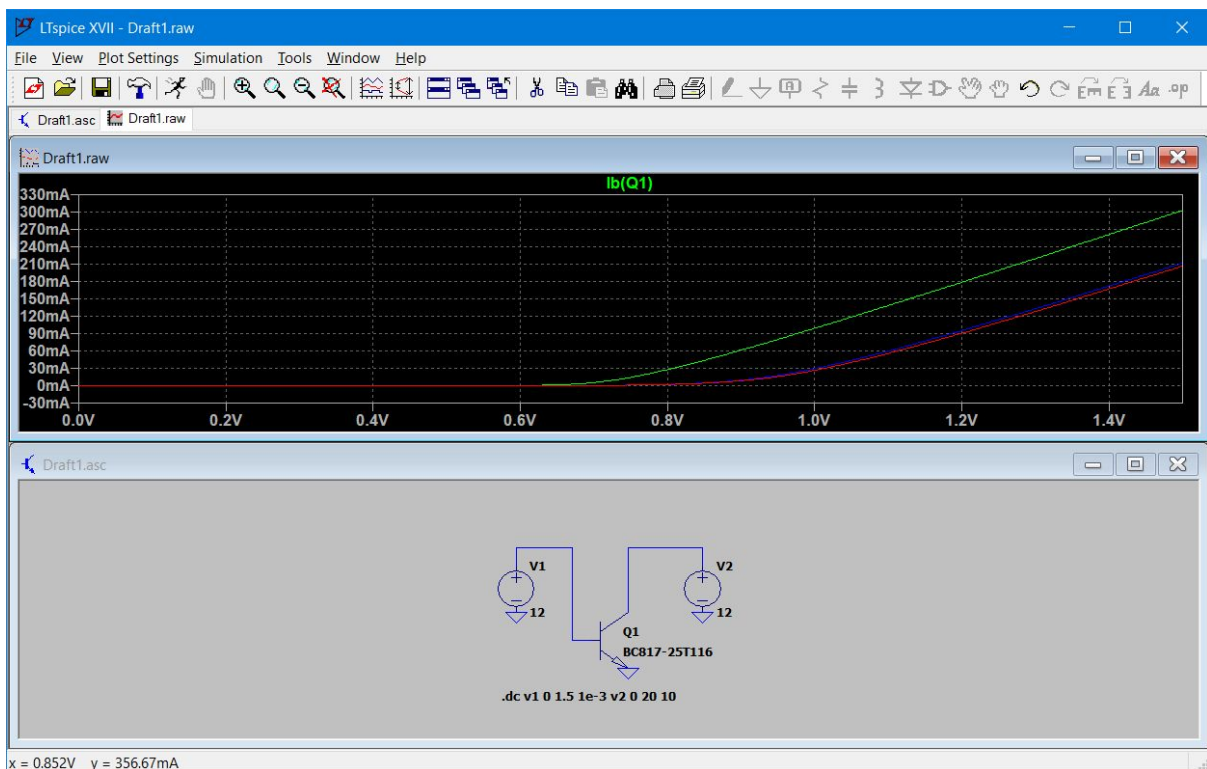 LTspice XVII - Draft1.raw
File View Plot Settings Simulation Tools Window Help
Draft1.asc Draft1.raw
Draft1.raw
Ib(Q1)
330mA
300mA
270mA
240mA
210mA
180mA
150mA
120mA
90mA
60mA
30mA
0mA
-30mA
0.0V 0.2V 0.4V 0.6V 0.8V 1.0V 1.2V 1.4V
Draft1.asc
V1
12
V2
12
Q1
BC817-25T116
.dc v1 0 1.5 1e-3 v2 0 20 10
x = 0.852V y = 356.67mA